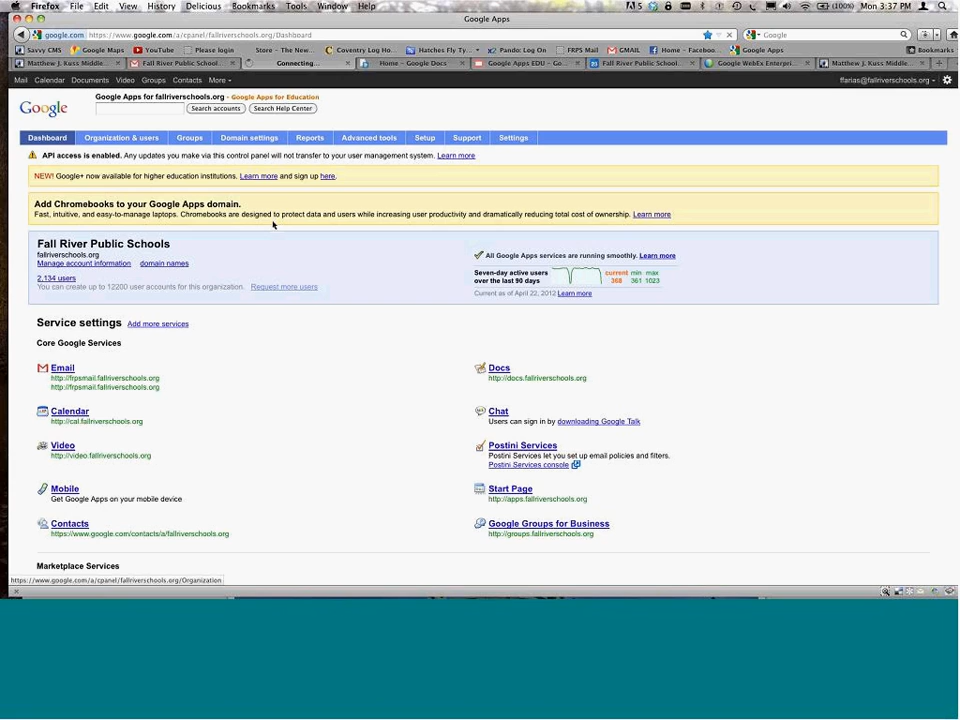 Firefox File Edit View History Delicious Bookmarks Tools Window Help 5 (100%) Mon 3:37 PM
Google Apps
google.com https://www.google.com/a/cpanel/fallriverschools.org/Dashboard Google
Savvy CMS Google Maps YouTube Please login Store - The New... Coventry Log Ho... Hatches Fly Ty... Pando: Log On FRPS Mail GMAIL Home – Faceboo... Google Apps Bookmarks
Matthew J. Kuss Middle... Fall River Public School... Connecting... Home – Google Docs Google Apps EDU – Go... Fall River Public School... Google WebEx Enterpri... Matthew J. Kuss Middle...
Mail Calendar Documents Video Groups Contacts More ffarias@fallriverschools.org
Google
Google Apps for fallriverschools.org - Google Apps for Education
Search accounts Search Help Center
Dashboard Organization & users Groups Domain settings Reports Advanced tools Setup Support Settings
API access is enabled. Any updates you make via this control panel will not transfer to your user management system. Learn more
NEW! Google+ now available for higher education institutions. Learn more and sign up here.
Add Chromebooks to your Google Apps domain.
Fast, intuitive, and easy-to-manage laptops. Chromebooks are designed to protect data and users while increasing user productivity and dramatically reducing total cost of ownership. Learn more
Fall River Public Schools
fallriverschools.org
Manage account information domain names
2,134 users
You can create up to 12200 user accounts for this organization. Request more users
All Google Apps services are running smoothly. Learn more
Seven-day active users over the last 90 days
current min max
368 361 1023
Current as of April 22, 2012 Learn more
Service settings Add more services
Core Google Services
Email
http://frpsmail.fallriverschools.org
http://frpsmail.fallriverschools.org
Docs
http://docs.fallriverschools.org
Calendar
http://cal.fallriverschools.org
Chat
Users can sign in by downloading Google Talk
Video
http://video.fallriverschools.org
Postini Services
Postini Services let you set up email policies and filters.
Postini Services console
Mobile
Get Google Apps on your mobile device
Start Page
http://apps.fallriverschools.org
Contacts
https://www.google.com/contacts/a/fallriverschools.org
Google Groups for Business
http://groups.fallriverschools.org
Marketplace Services
https://www.google.com/a/cpanel/fallriverschools.org/Organization